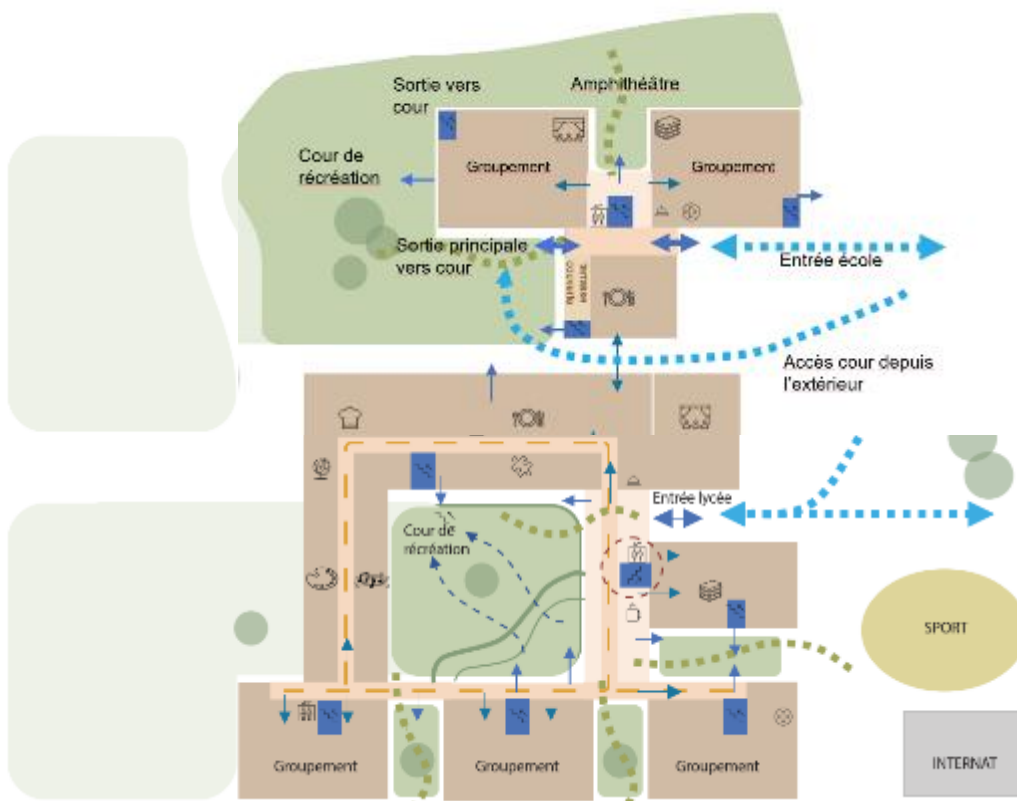 Sortie vers
cour
Amphithéâtre
Cour de
récréation
Groupement
Groupement
Sortie principale
vers cour
Entrée école
Accès cour depuis
l'extérieur
Entrée lycée
Cour de
récréation
SPORT
Groupement
Groupement
Groupement
INTERNAT